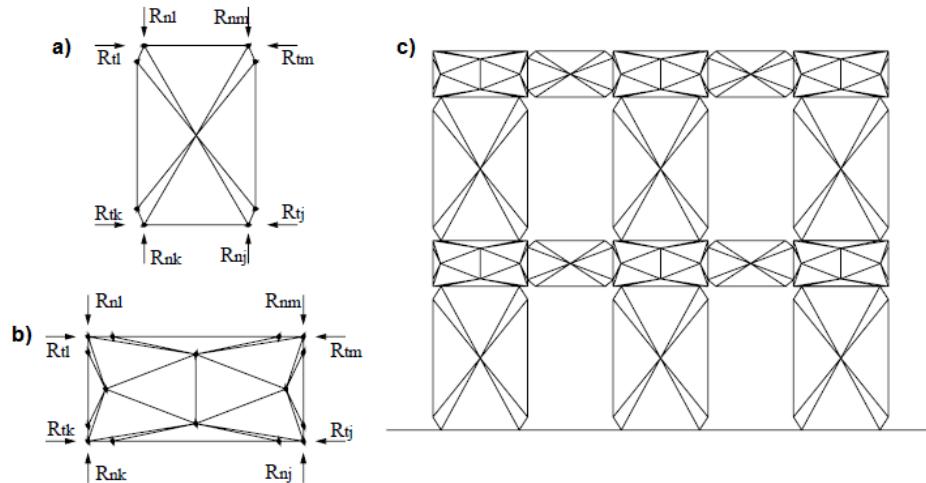 a)
Rnl Rnm
Rtl Rtm
Rtk Rtj
Rnk Rnj
b)
Rnl Rnm
Rtl Rtm
Rtk Rtj
Rnk Rnj
c)